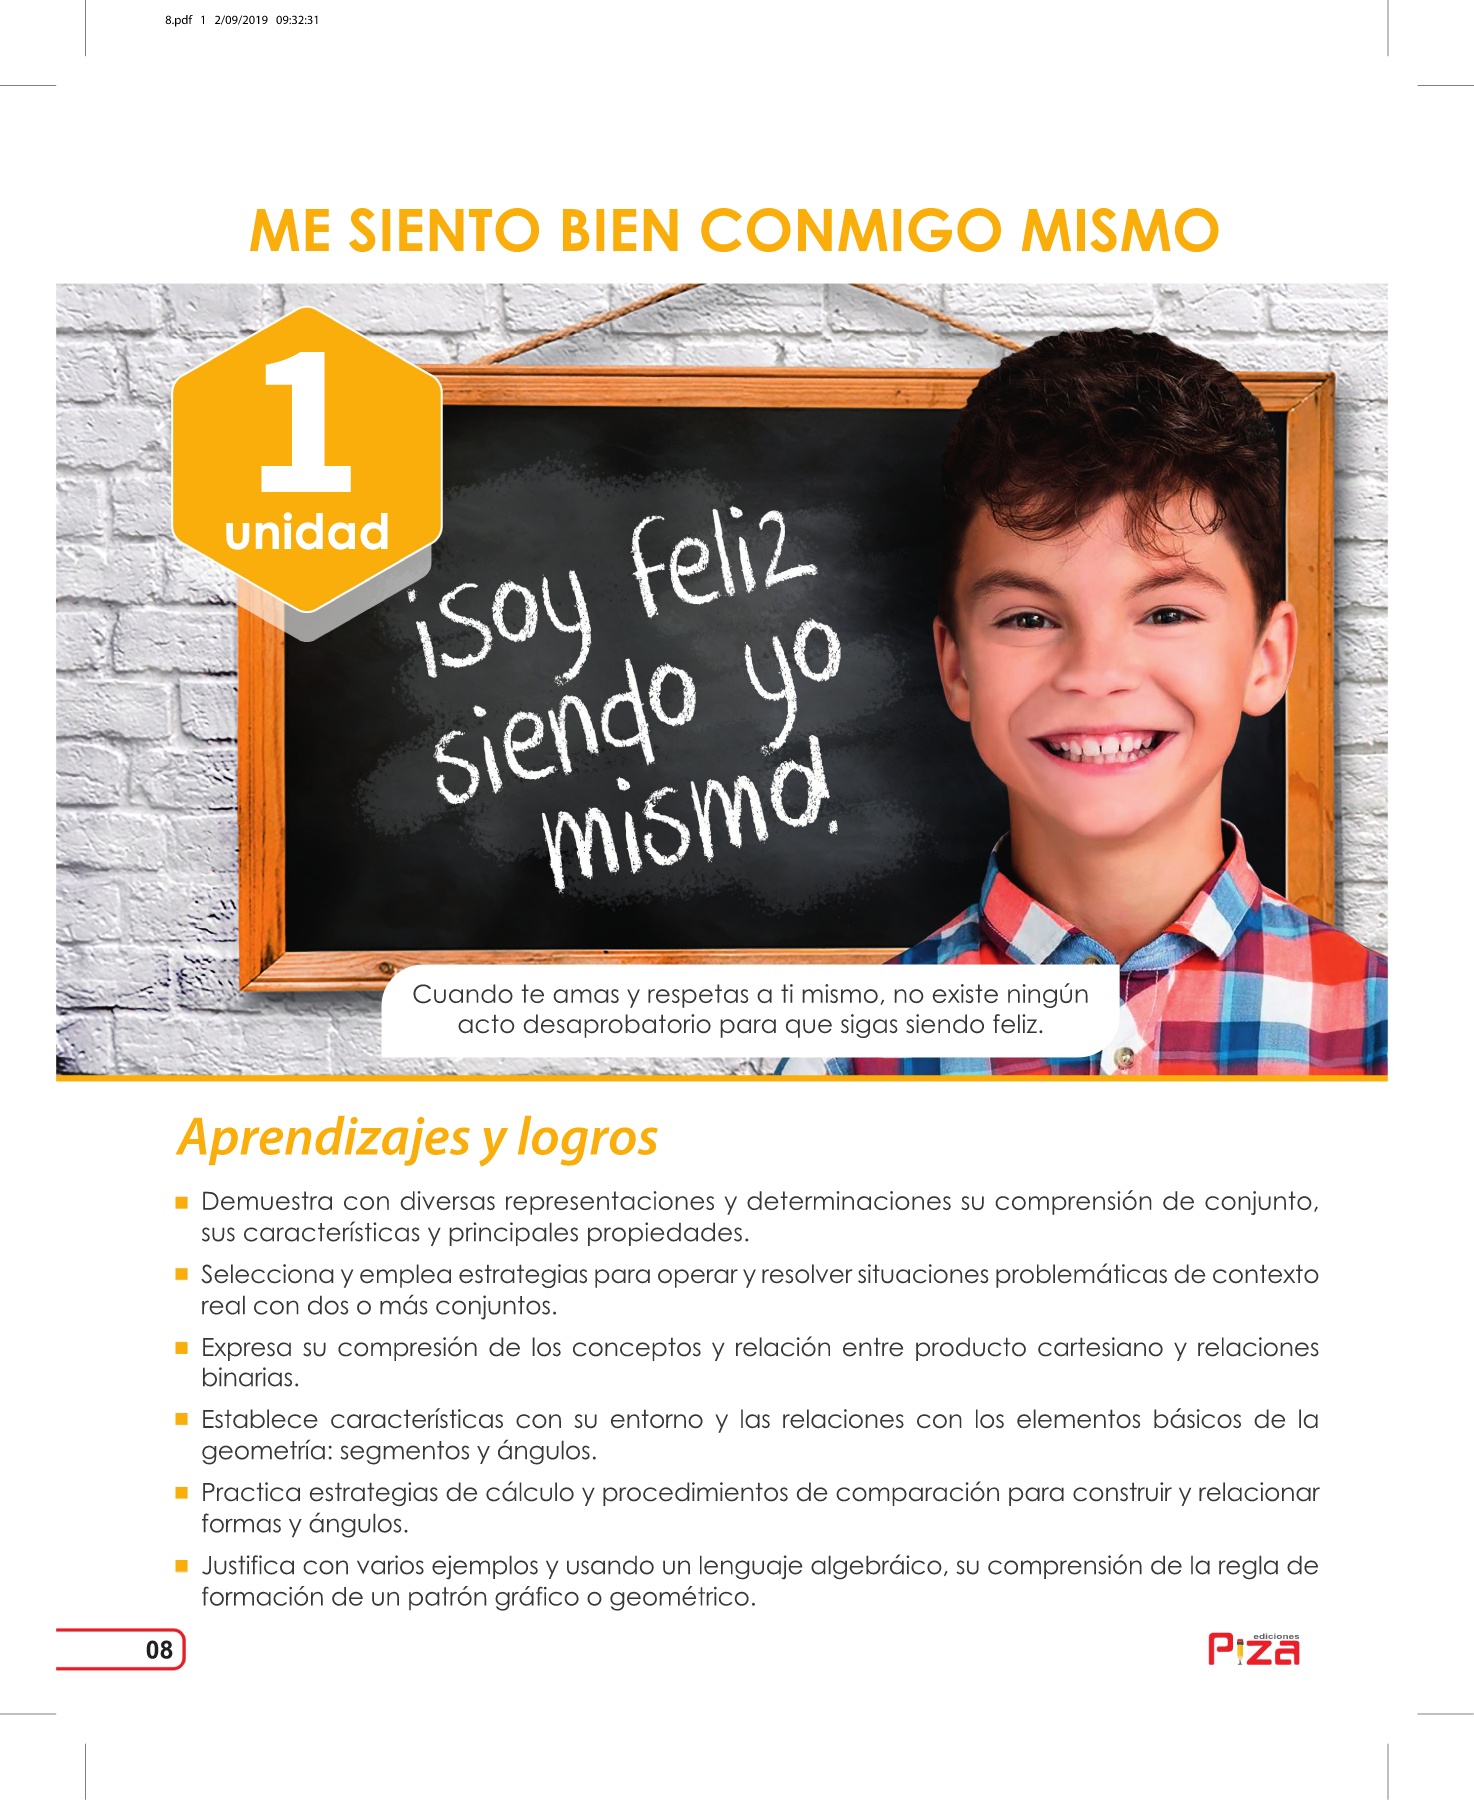 8.pdf 1 2/09/2019 09:32:31
ME SIENTO BIEN CONMIGO MISMO
1
unidad
¡Soy feliz
siendo yo
mismo!
Cuando te amas y respetas a ti mismo, no existe ningún
acto desaprobatorio para que sigas siendo feliz.
Aprendizajes y logros
Demuestra con diversas representaciones y determinaciones su comprensión de conjunto,
sus características y principales propiedades.
Selecciona y emplea estrategias para operar y resolver situaciones problemáticas de contexto
real con dos o más conjuntos.
Expresa su compresión de los conceptos y relación entre producto cartesiano y relaciones
binarias.
Establece características con su entorno y las relaciones con los elementos básicos de la
geometría: segmentos y ángulos.
Practica estrategias de cálculo y procedimientos de comparación para construir y relacionar
formas y ángulos.
Justifica con varios ejemplos y usando un lenguaje algebráico, su comprensión de la regla de
formación de un patrón gráfico o geométrico.
08
ediciones
Piza